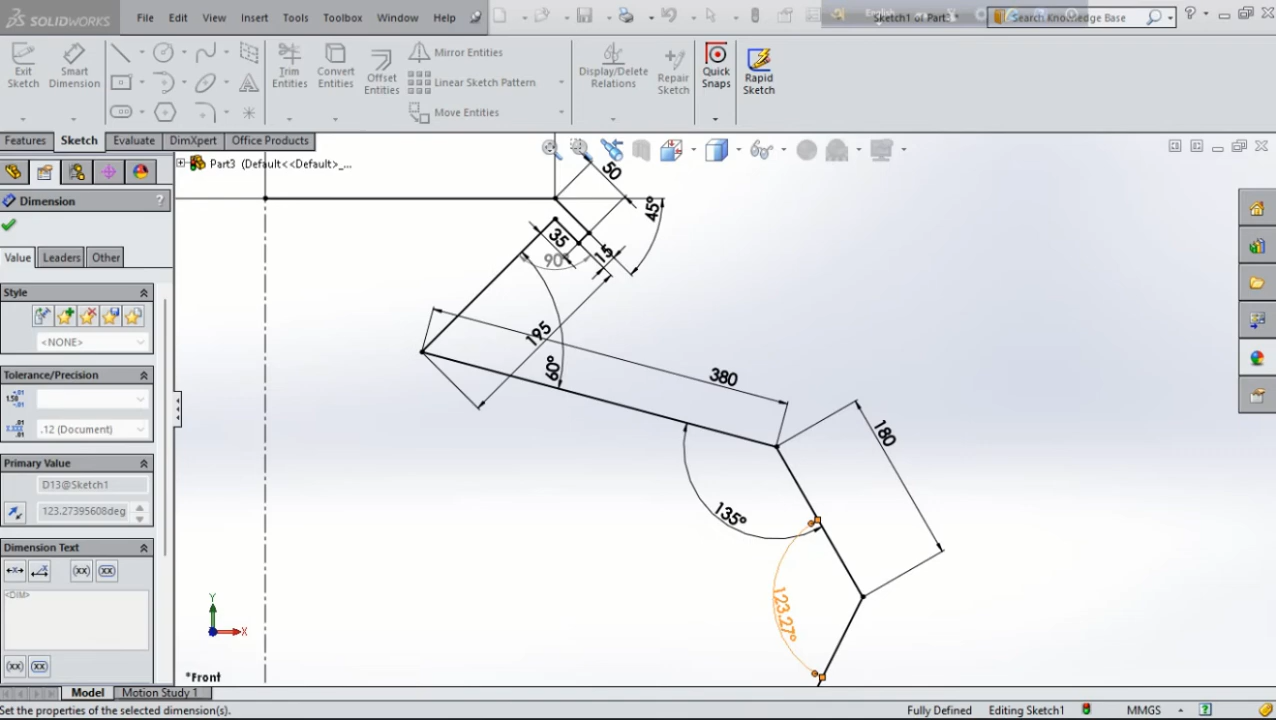 SOLIDWORKS
File Edit View Insert Tools Toolbox Window Help
Sketch1 of Part3 *
Search Knowledge Base
Exit Sketch
Smart Dimension
Trim Entities
Convert Entities
Offset Entities
Mirror Entities
Linear Sketch Pattern
Move Entities
Display/Delete Relations
Repair Sketch
Quick Snaps
Rapid Sketch
Features Sketch Evaluate DimXpert Office Products
Part3 (Default<<Default>_...
Dimension ?
Value Leaders Other
Style
<NONE>
Tolerance/Precision
.12 (Document)
Primary Value
D13@Sketch1
123.27395608deg
Dimension Text
<DIM>
50
45°
35
15
90°
195
60°
380
180
135°
123.27°
Y
X
*Front
Model Motion Study 1
Set the properties of the selected dimension(s). Fully Defined Editing Sketch1 MMGS